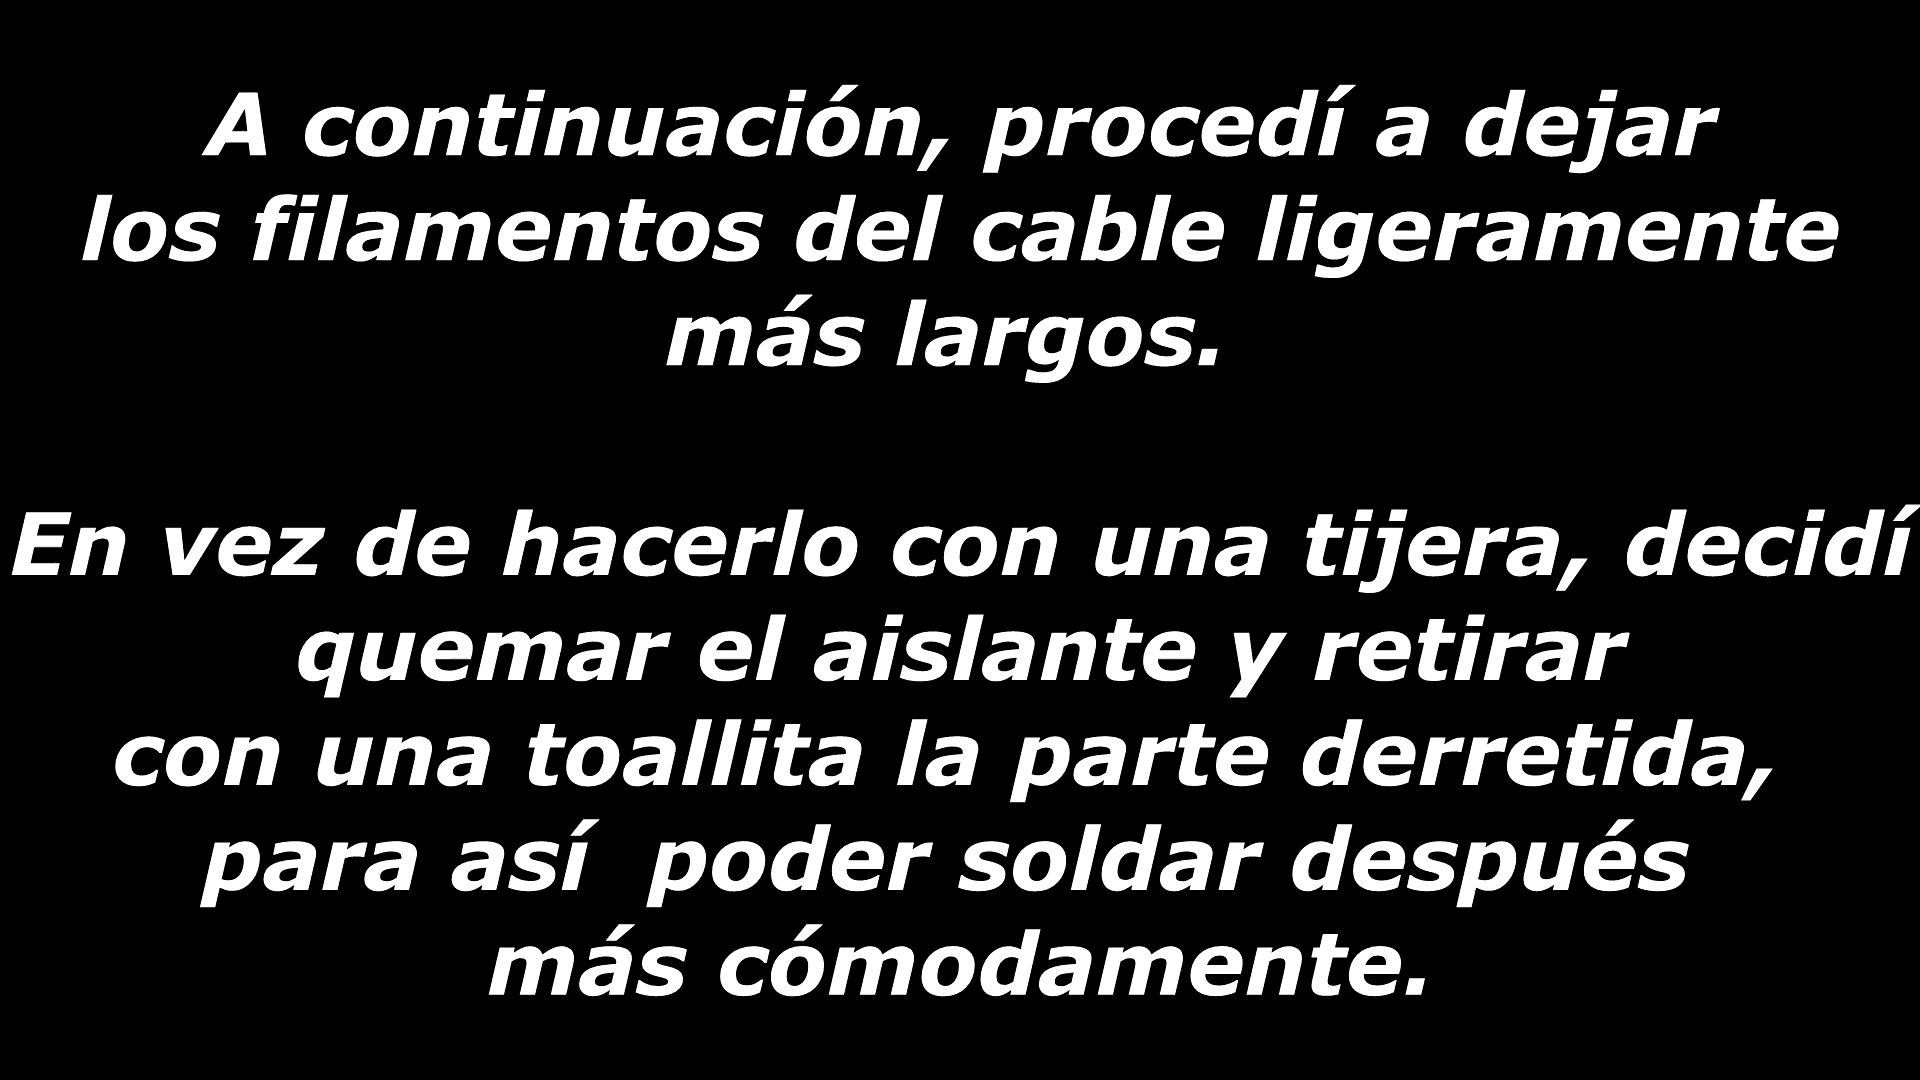 A continuación, procedí a dejar
los filamentos del cable ligeramente
más largos.
En vez de hacerlo con una tijera, decidí
quemar el aislante y retirar
con una toallita la parte derretida,
para así  poder soldar después
más cómodamente.